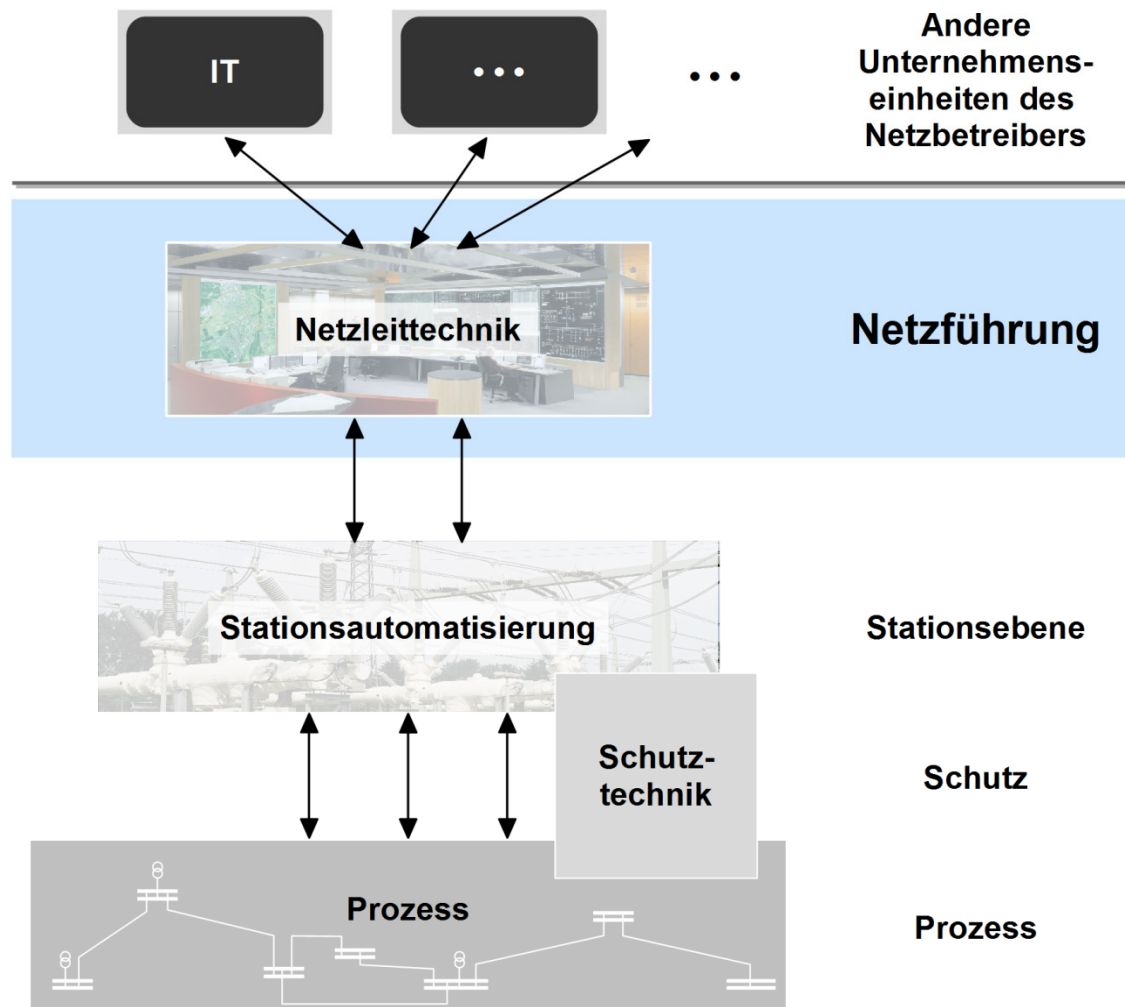 IT
• • •
• • •
Andere
Unternehmens-
einheiten des
Netzbetreibers
Netzleittechnik
Netzführung
Stationsautomatisierung
Stationsebene
Schutz-
technik
Schutz
Prozess
Prozess